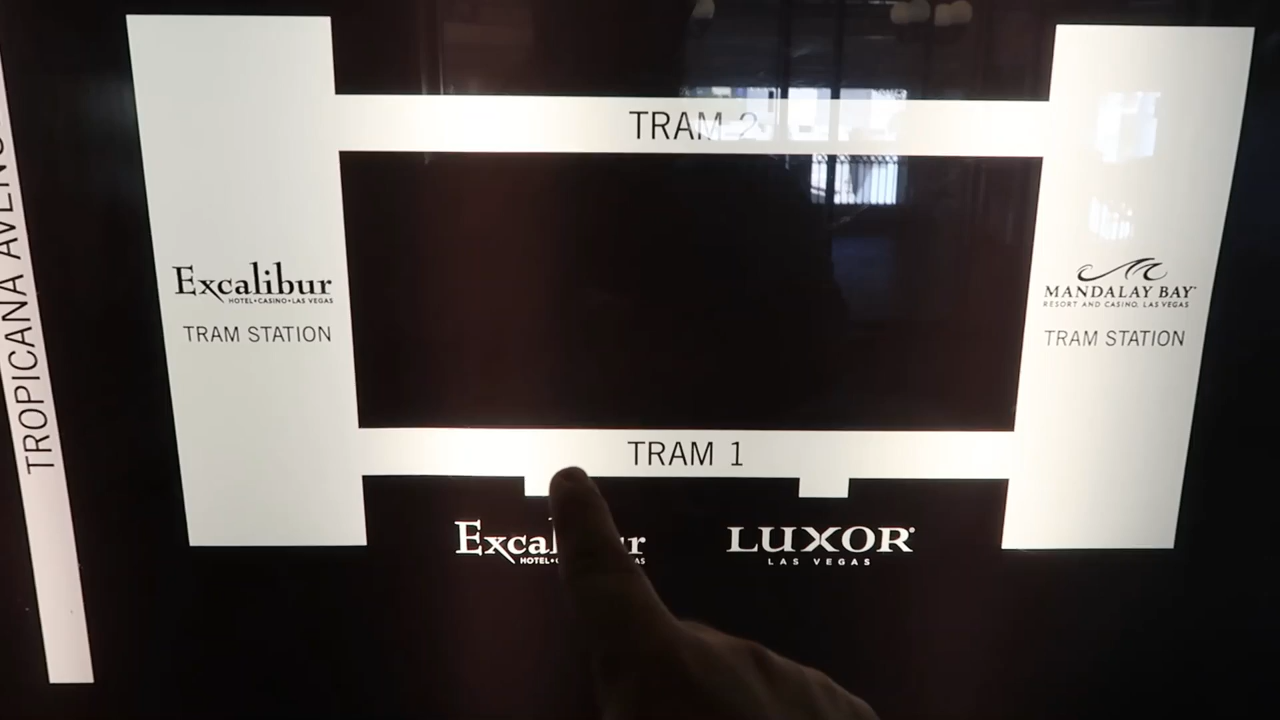 TROPICANA
TRAM 2
Excalibur
HOTEL•CASINO•LAS VEGAS
TRAM STATION
MANDALAY BAY
RESORT AND CASINO, LAS VEGAS
TRAM STATION
TRAM 1
LUXOR
LAS VEGAS